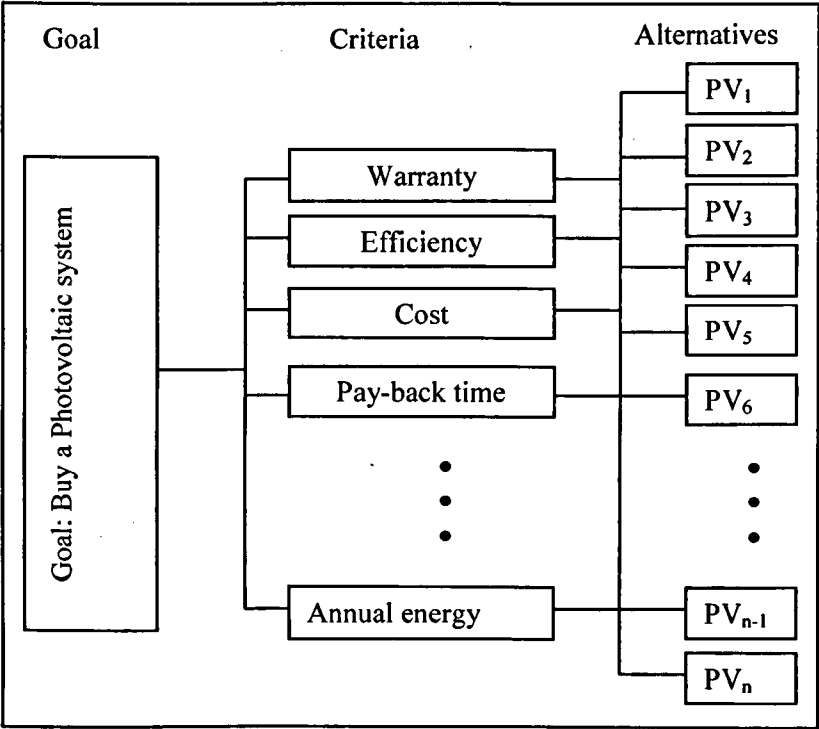 Goal
Criteria
Alternatives
Goal: Buy a Photovoltaic system
Warranty
Efficiency
Cost
Pay-back time
Annual energy
PV₁
PV₂
PV₃
PV₄
PV₅
PV₆
PVₙ₋₁
PVₙ